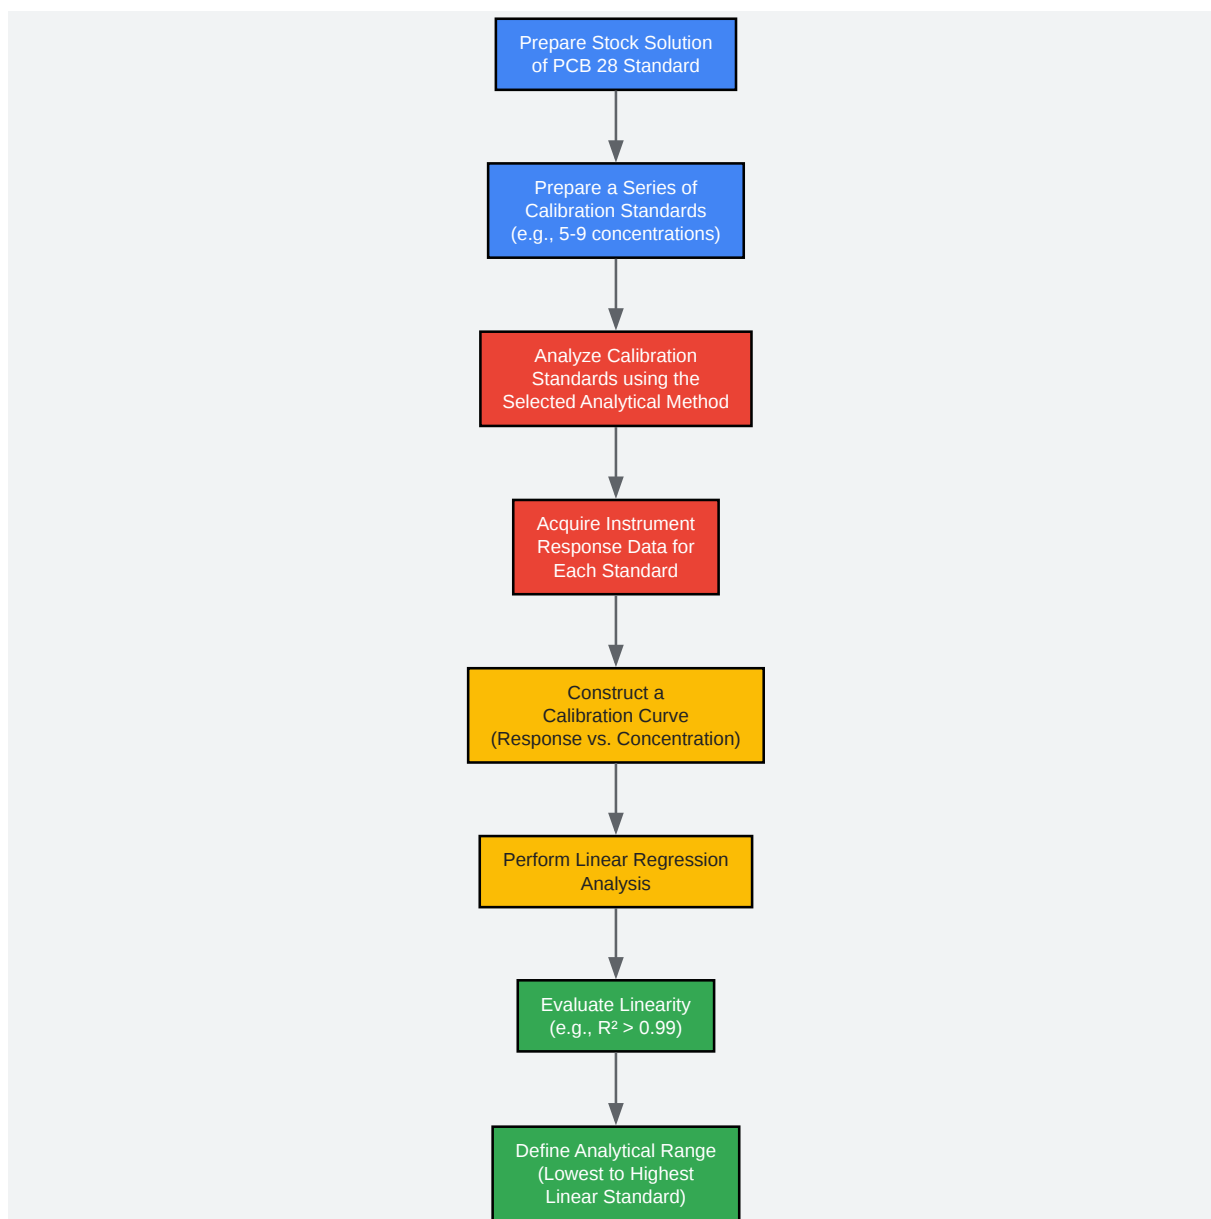 Prepare Stock Solution
of PCB 28 Standard
Prepare a Series of
Calibration Standards
(e.g., 5-9 concentrations)
Analyze Calibration
Standards using the
Selected Analytical Method
Acquire Instrument
Response Data for
Each Standard
Construct a
Calibration Curve
(Response vs. Concentration)
Perform Linear Regression
Analysis
Evaluate Linearity
(e.g., R² > 0.99)
Define Analytical Range
(Lowest to Highest
Linear Standard)